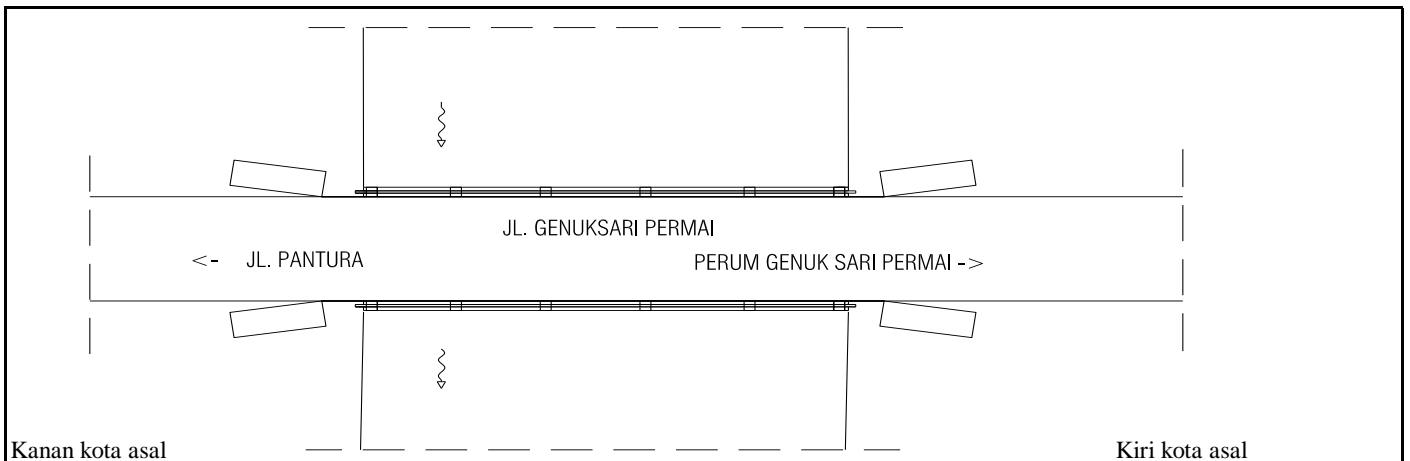 JL. GENUKSARI PERMAI
<- JL. PANTURA PERUM GENUK SARI PERMAI ->
Kanan kota asal Kiri kota asal